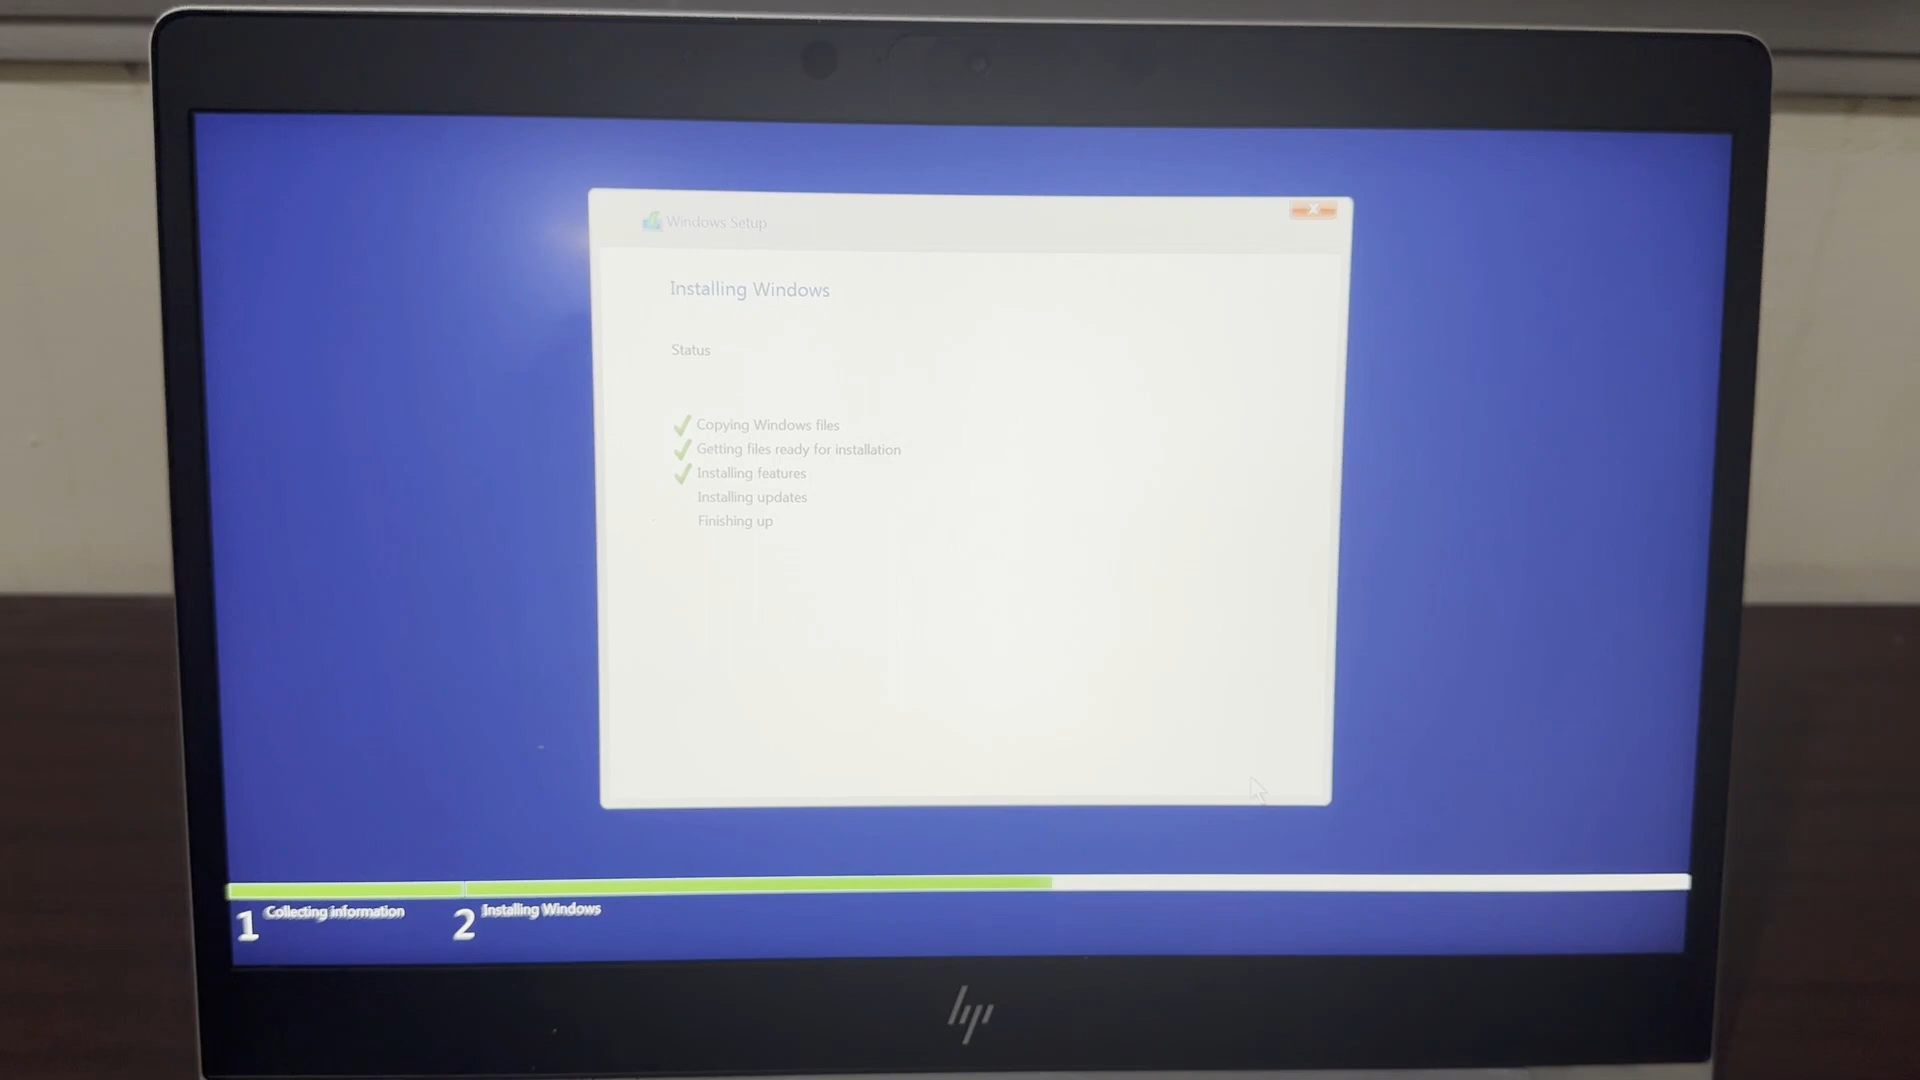 Windows Setup
Installing Windows
Status
Copying Windows files
Getting files ready for installation
Installing features
Installing updates
Finishing up
1 Collecting information
2 Installing Windows
hp